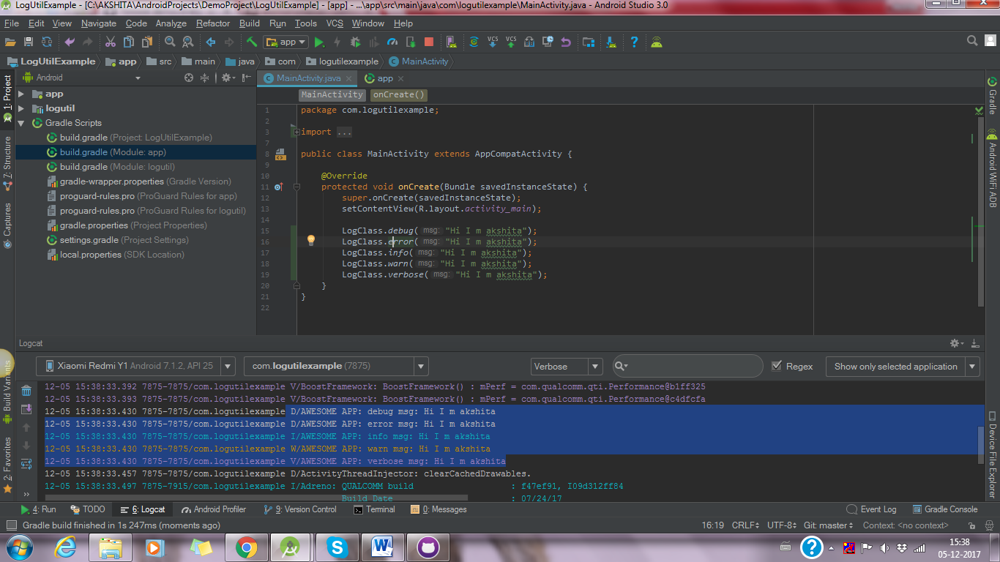 LogUtilExample - [C:\AKSHITA\AndroidProjects\DemoProject\LogUtilExample] - [app] - ...\app\src\main\java\com\logutilexample\MainActivity.java - Android Studio 3.0
File Edit View Navigate Code Analyze Refactor Build Run Tools VCS Window Help
app
VCS VCS
LogUtilExample app src main java com logutilexample MainActivity
Android
MainActivity.java app
MainActivity onCreate()
1: Project
7: Structure
Captures
Build Variants
2: Favorites
app
logutil
Gradle Scripts
build.gradle (Project: LogUtilExample)
build.gradle (Module: app)
build.gradle (Module: logutil)
gradle-wrapper.properties (Gradle Version)
proguard-rules.pro (ProGuard Rules for app)
proguard-rules.pro (ProGuard Rules for logutil)
gradle.properties (Project Properties)
settings.gradle (Project Settings)
local.properties (SDK Location)
1 package com.logutilexample;
2
3 import ...
7
8 public class MainActivity extends AppCompatActivity {
9
10 @Override
11 protected void onCreate(Bundle savedInstanceState) {
12 super.onCreate(savedInstanceState);
13 setContentView(R.layout.activity_main);
14
15 LogClass.debug( msg: "Hi I m akshita");
16 LogClass.error( msg: "Hi I m akshita");
17 LogClass.info( msg: "Hi I m akshita");
18 LogClass.warn( msg: "Hi I m akshita");
19 LogClass.verbose( msg: "Hi I m akshita");
20 }
21 }
22
Gradle
Android WiFi ADB
Device File Explorer
Logcat
Xiaomi Redmi Y1 Android 7.1.2, API 25 com.logutilexample (7875) Verbose Regex Show only selected application
12-05 15:38:33.392 7875-7875/com.logutilexample V/BoostFramework: BoostFramework() : mPerf = com.qualcomm.qti.Performance@b1ff325
12-05 15:38:33.393 7875-7875/com.logutilexample V/BoostFramework: BoostFramework() : mPerf = com.qualcomm.qti.Performance@c4dfcfa
12-05 15:38:33.430 7875-7875/com.logutilexample D/AWESOME APP: debug msg: Hi I m akshita
12-05 15:38:33.430 7875-7875/com.logutilexample D/AWESOME APP: error msg: Hi I m akshita
12-05 15:38:33.430 7875-7875/com.logutilexample I/AWESOME APP: info msg: Hi I m akshita
12-05 15:38:33.430 7875-7875/com.logutilexample W/AWESOME APP: warn msg: Hi I m akshita
12-05 15:38:33.430 7875-7875/com.logutilexample V/AWESOME APP: verbose msg: Hi I m akshita
12-05 15:38:33.457 7875-7875/com.logutilexample D/ActivityThreadInjector: clearCachedDrawables.
12-05 15:38:33.497 7875-7915/com.logutilexample I/Adreno: QUALCOMM build : f47ef91, I09d312ff84
Build Date : 07/24/17
4: Run TODO 6: Logcat Android Profiler 9: Version Control Terminal 0: Messages Event Log Gradle Console
Gradle build finished in 1s 247ms (moments ago) 16:19 CRLF UTF-8 Git: master Context: <no context>
15:38
05-12-2017